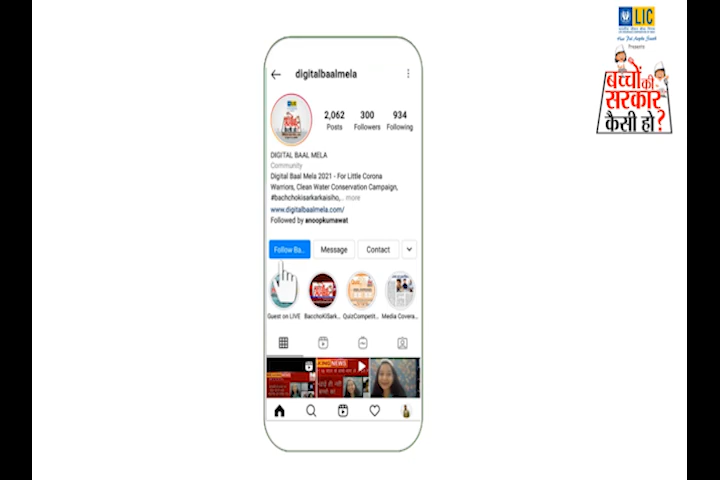 LIC
Presents
बच्चों की
सरकार
कैसी हो?
digitalbaalmela
2,062 300 934
Posts Followers Following
DIGITAL BAAL MELA
Community
Digital Baal Mela 2021 - For Little Corona
Warriors, Clean Water Conservation Campaign,
#bachchokisarkarkaisiho,... more
www.digitalbaalmela.com/
Followed by anoopkumawat
Follow Ba... Message Contact
Guest on LIVE BacchoKiSark... QuizCompetit... Media Covera...
NEWS